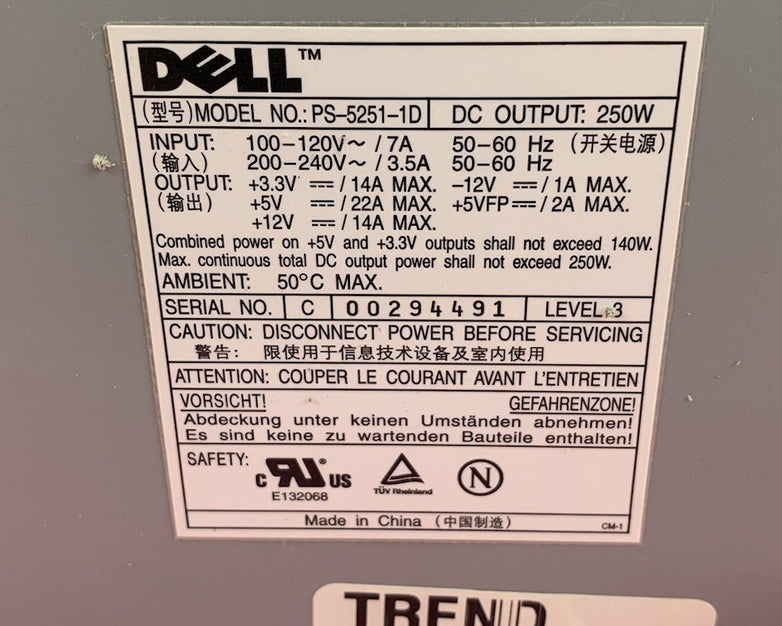 DELL™
(型号)MODEL NO.: PS-5251-1D DC OUTPUT: 250W
INPUT: 100-120V~ / 7A 50-60 Hz (开关电源)
(输入) 200-240V~ / 3.5A 50-60 Hz
OUTPUT: +3.3V ⎓ / 14A MAX. -12V ⎓ / 1A MAX.
(输出) +5V ⎓ / 22A MAX. +5VFP ⎓ / 2A MAX.
+12V ⎓ / 14A MAX.
Combined power on +5V and +3.3V outputs shall not exceed 140W.
Max. continuous total DC output power shall not exceed 250W.
AMBIENT: 50°C MAX.
SERIAL NO. C 00294491 LEVEL 3
CAUTION: DISCONNECT POWER BEFORE SERVICING
警告: 限使用于信息技术设备及室内使用
ATTENTION: COUPER LE COURANT AVANT L'ENTRETIEN
VORSICHT! GEFAHRENZONE!
Abdeckung unter keinen Umständen abnehmen!
Es sind keine zu wartenden Bauteile enthalten!
SAFETY: C RU® US TÜV Rheinland N
E132068
Made in China (中国制造) CM-1
TREND